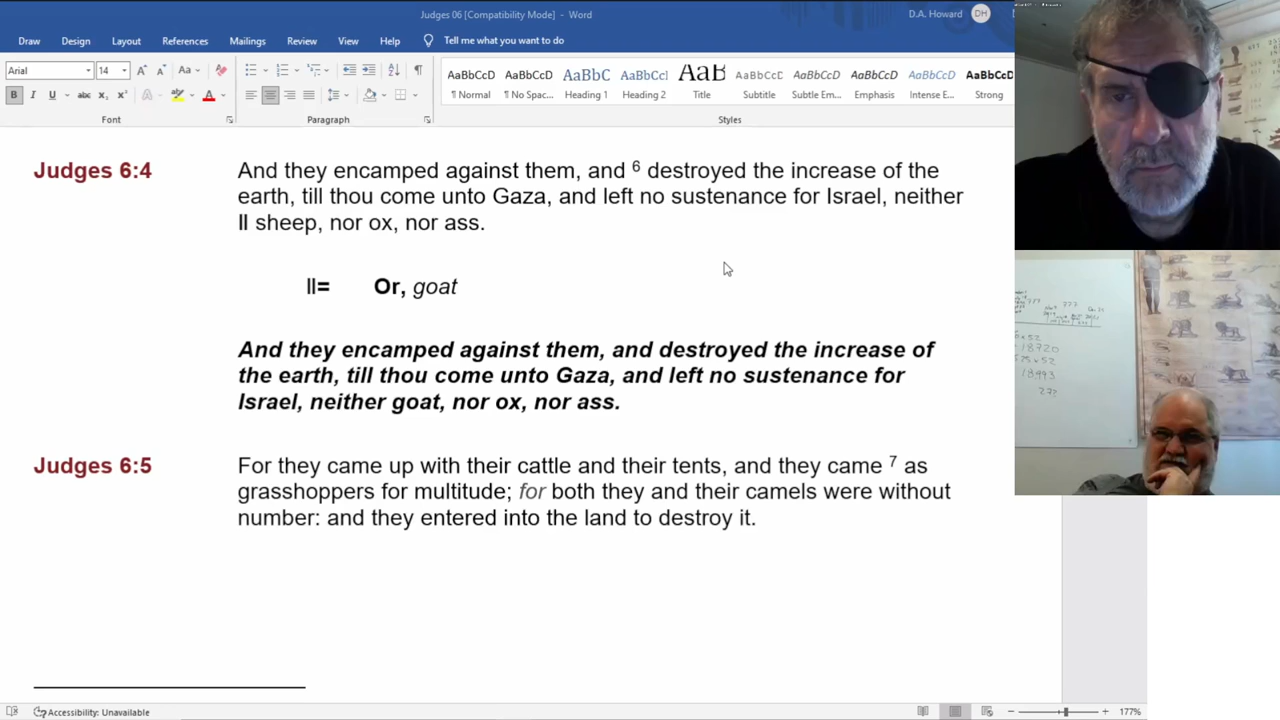 Judges 06 [Compatibility Mode] - Word
D.A. Howard DH
Draw Design Layout References Mailings Review View Help Tell me what you want to do
Arial 14 Aa
AaBbCcD AaBbCcD AaBbC AaBbCcI AaB AaBbCcD AaBbCcD AaBbCcD AaBbCcD AaBbCcD
¶ Normal ¶ No Spac... Heading 1 Heading 2 Title Subtitle Subtle Em... Emphasis Intense E... Strong
B I U abc x₂ x² A
Font Paragraph Styles
Judges 6:4 And they encamped against them, and 6 destroyed the increase of the
earth, till thou come unto Gaza, and left no sustenance for Israel, neither
ll sheep, nor ox, nor ass.
ll= Or, goat
And they encamped against them, and destroyed the increase of
the earth, till thou come unto Gaza, and left no sustenance for
Israel, neither goat, nor ox, nor ass.
Judges 6:5 For they came up with their cattle and their tents, and they came 7 as
grasshoppers for multitude; for both they and their camels were without
number: and they entered into the land to destroy it.
18720
Accessibility: Unavailable 177%